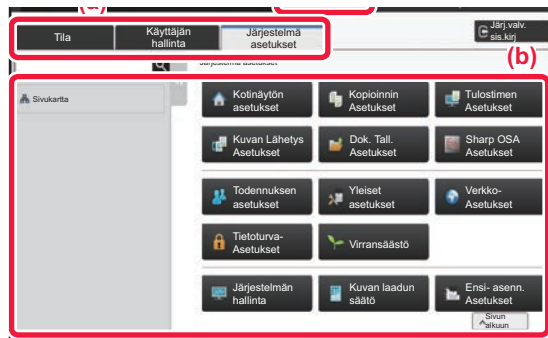 (a)
Tila
Käyttäjän
hallinta
Järjestelmä
asetukset
Järj.valv.
sis.kirj
(b)
Järjestelmä asetukset
Sivukartta
Kotinäytön
asetukset
Kopioinnin
Asetukset
Tulostimen
Asetukset
Kuvan Lähetys
Asetukset
Dok. Tall.
Asetukset
Sharp OSA
Asetukset
Todennuksen
asetukset
Yleiset
asetukset
Verkko-
Asetukset
Tietoturva-
Asetukset
Virransäästö
Järjestelmän
hallinta
Kuvan laadun
säätö
Ensi- asenn.
Asetukset
Sivun
alkuun